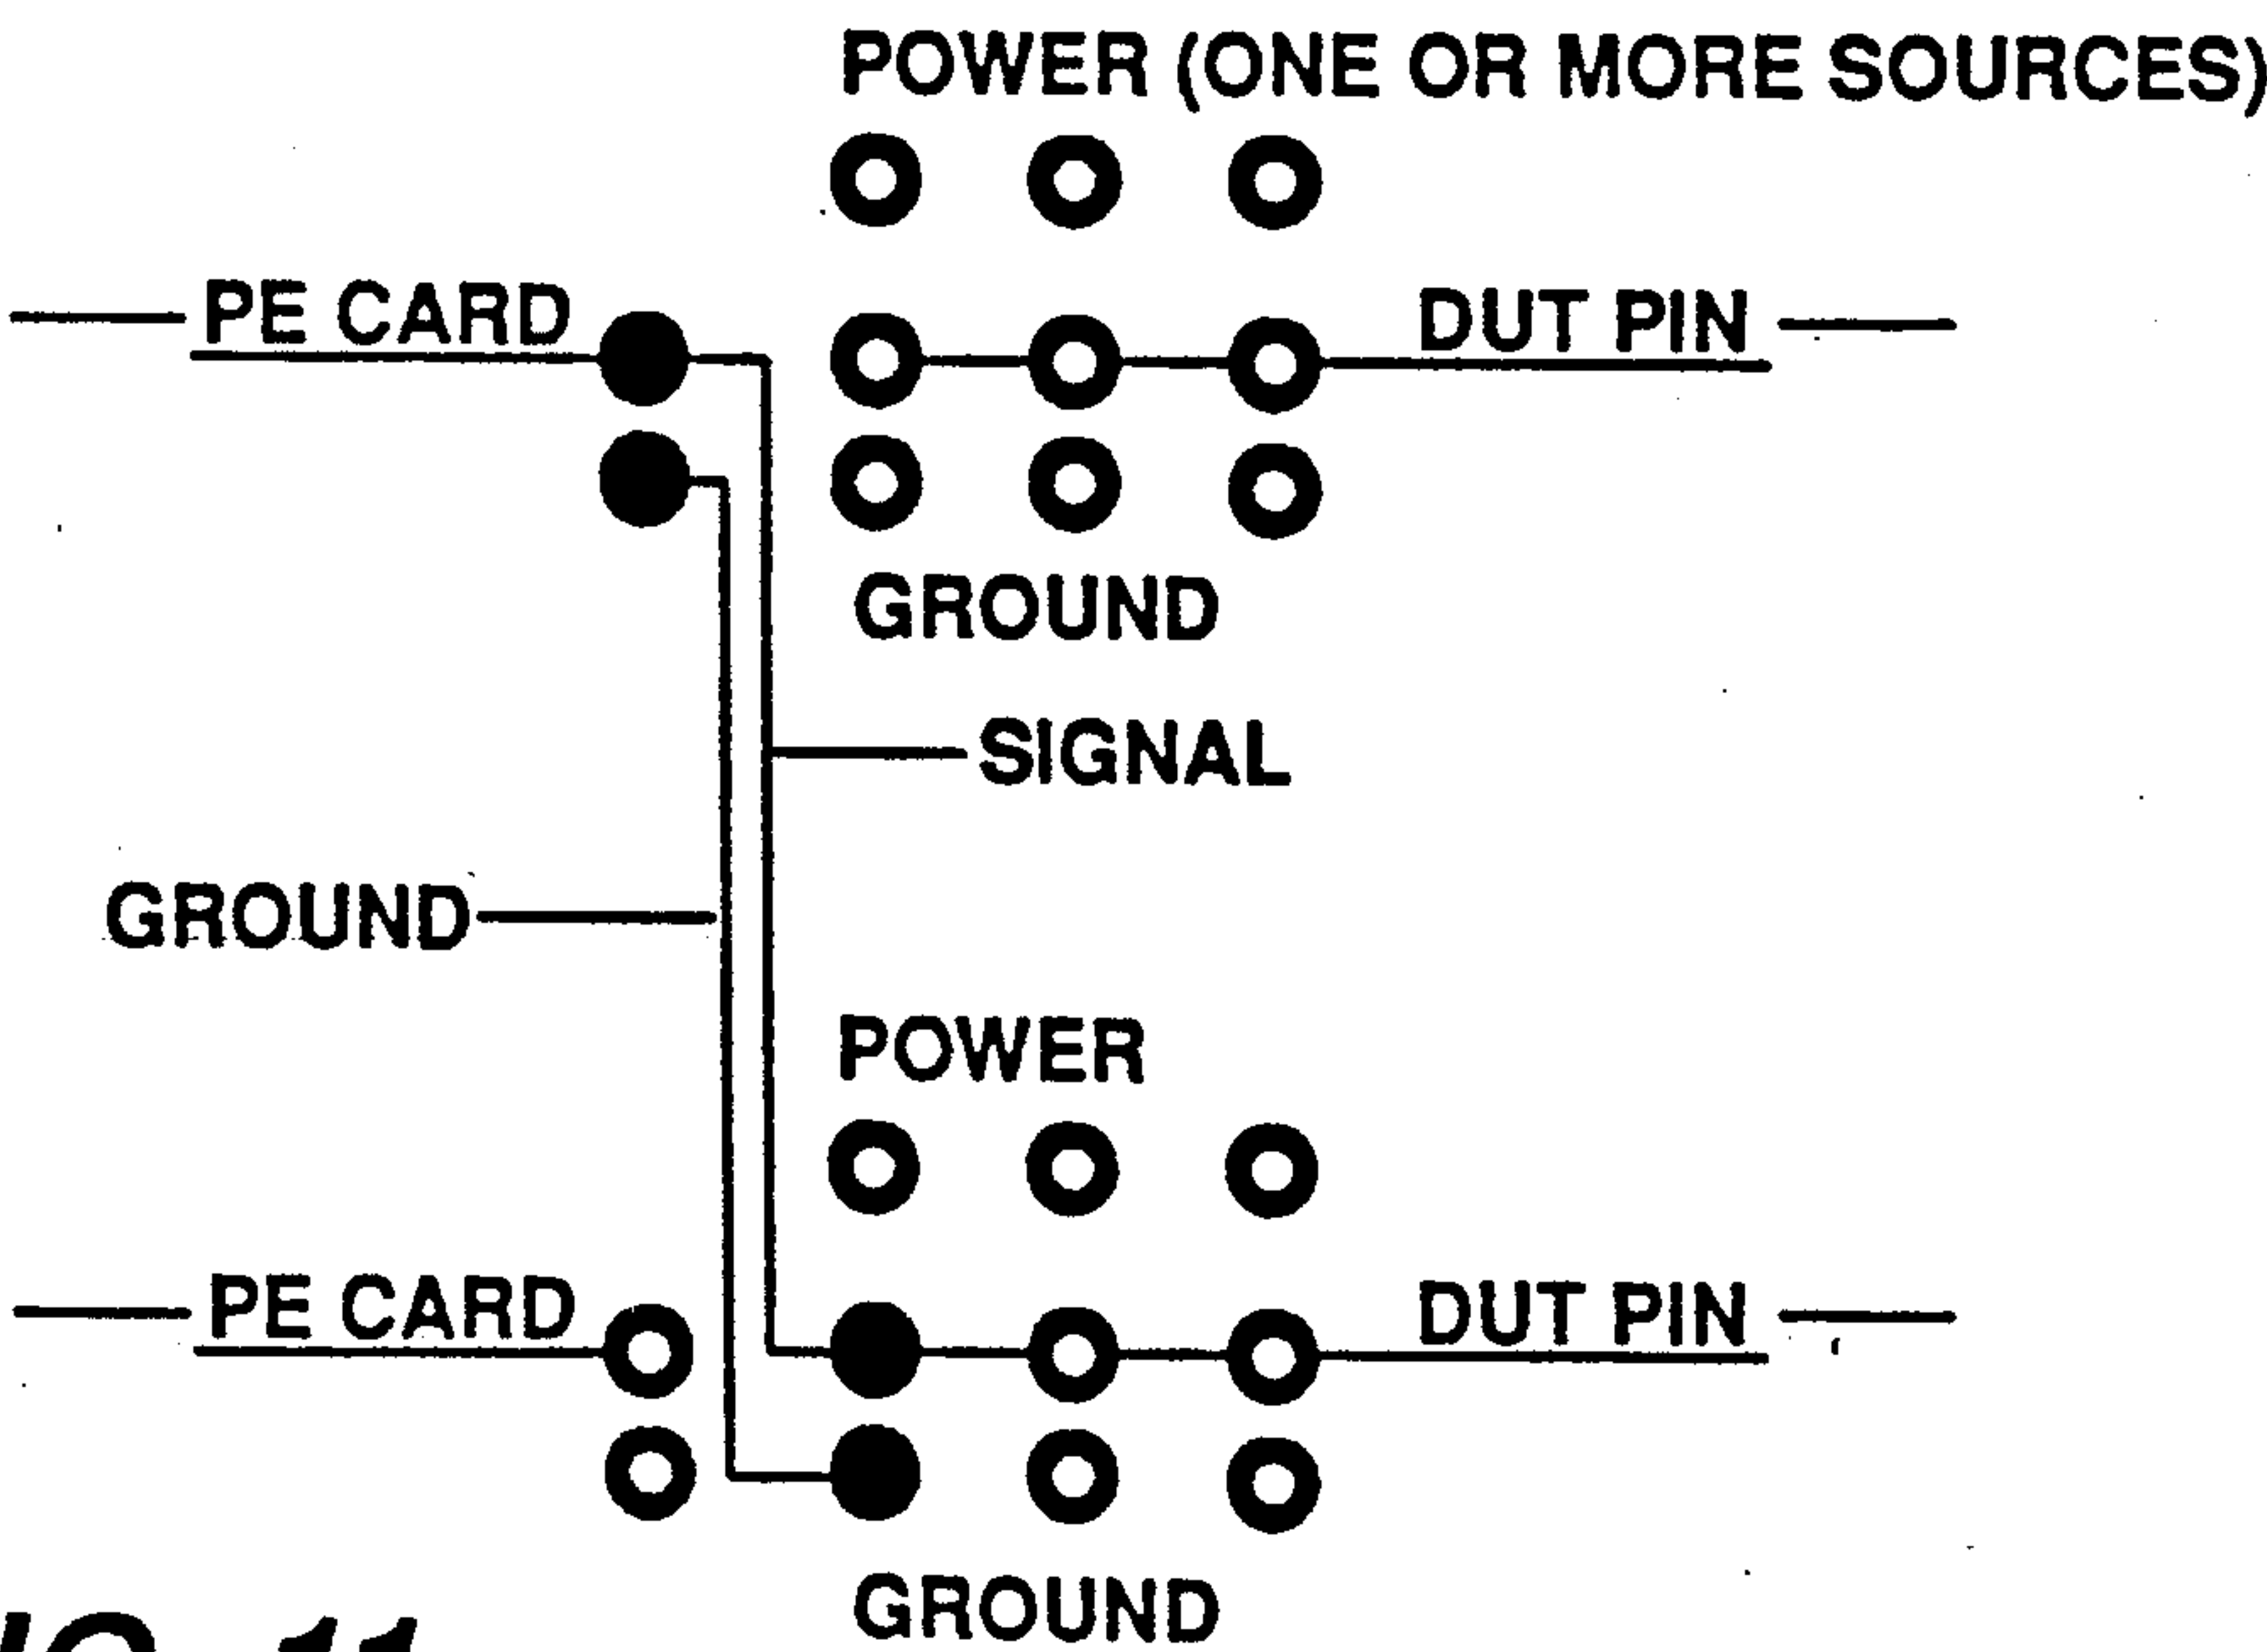 POWER (ONE OR MORE SOURCES)
PE CARD
DUT PIN
GROUND
SIGNAL
GROUND
POWER
PE CARD
DUT PIN
GROUND